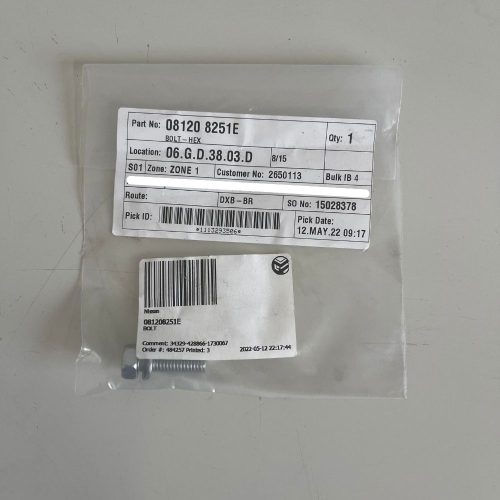 Part No: 08120 8251E Qty: 1
BOLT-HEX
Location: 06.G.D.38.03.D 8/15
S01 Zone: ZONE 1 Customer No: 2650113 Bulk IB 4
Route: DXB-BR SO No: 15028378
Pick ID: Pick Date:
*1113293506* 12.MAY.22 09:17
Nissan
081208251E
BOLT
Comment: 34329-428866-1730067
Order #: 484257 Printed: 3 2022-05-12 22:17:44